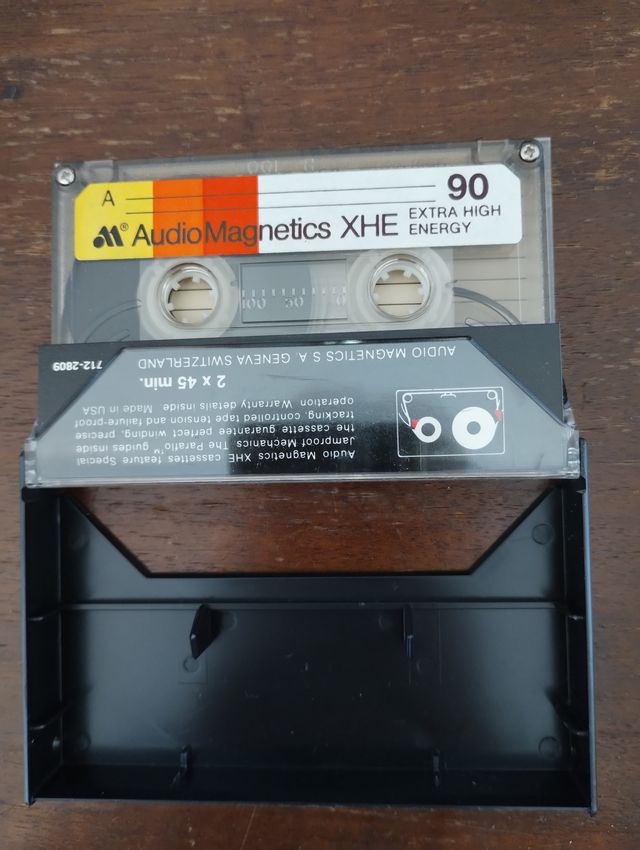 A
90
AudioMagnetics XHE EXTRA HIGH
ENERGY
100 50 0
Audio Magnetics XHE cassettes feature Special
Jamproof Mechanics The Paraflo™ guides inside
the cassette guarantee perfect winding, precise
tracking, controlled tape tension and failure-proof
operation Warranty details inside Made in USA
2 x 45 min.
AUDIO MAGNETICS S A GENEVA SWITZERLAND
712-2809